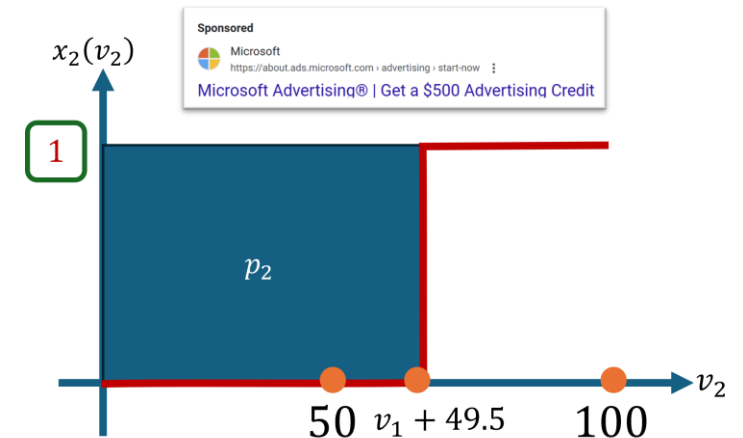 Sponsored
Microsoft
https://about.ads.microsoft.com › advertising › start-now
Microsoft Advertising® | Get a $500 Advertising Credit
x₂(v₂)
1
p₂
v₂
50 v₁ + 49.5 100